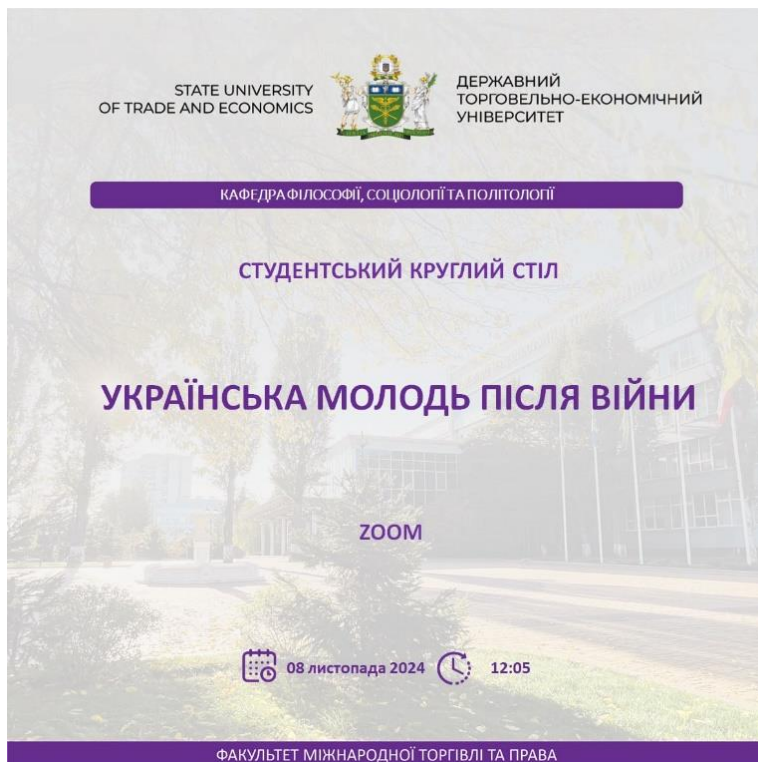 STATE UNIVERSITY
OF TRADE AND ECONOMICS
ДЕРЖАВНИЙ
ТОРГОВЕЛЬНО-ЕКОНОМІЧНИЙ
УНІВЕРСИТЕТ
КАФЕДРА ФІЛОСОФІЇ, СОЦІОЛОГІЇ ТА ПОЛІТОЛОГІЇ
СТУДЕНТСЬКИЙ КРУГЛИЙ СТІЛ
УКРАЇНСЬКА МОЛОДЬ ПІСЛЯ ВІЙНИ
ZOOM
08 листопада 2024 12:05
ФАКУЛЬТЕТ МІЖНАРОДНОЇ ТОРГІВЛІ ТА ПРАВА